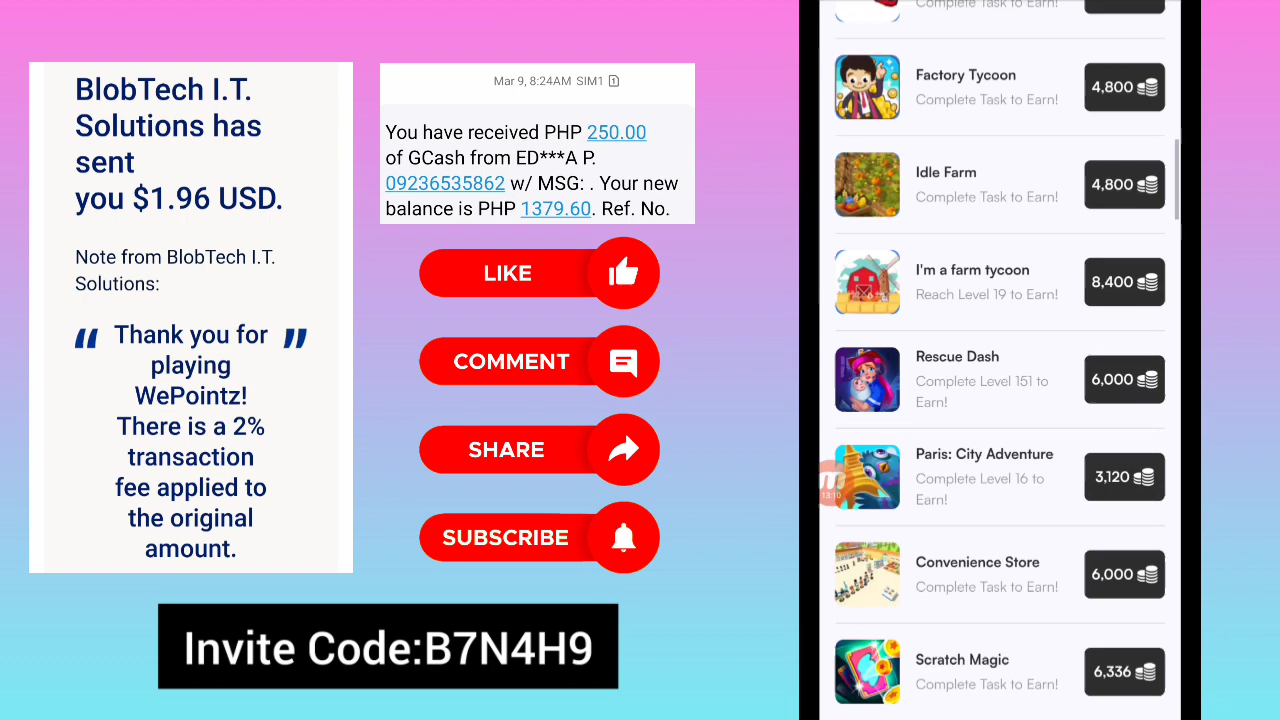 BlobTech I.T.
Solutions has
sent
you $1.96 USD.
Note from BlobTech I.T.
Solutions:
“ Thank you for ”
playing
WePointz!
There is a 2%
transaction
fee applied to
the original
amount.
Mar 9, 8:24AM SIM1 1
You have received PHP 250.00
of GCash from ED***A P.
09236535862 w/ MSG: . Your new
balance is PHP 1379.60. Ref. No.
LIKE
COMMENT
SHARE
SUBSCRIBE
Invite Code:B7N4H9
Complete Task to Earn!
Factory Tycoon
Complete Task to Earn!
4,800
Idle Farm
Complete Task to Earn!
4,800
I'm a farm tycoon
Reach Level 19 to Earn!
8,400
Rescue Dash
Complete Level 151 to
Earn!
6,000
Paris: City Adventure
Complete Level 16 to
Earn!
3,120
13:10
Convenience Store
Complete Task to Earn!
6,000
Scratch Magic
Complete Task to Earn!
6,336